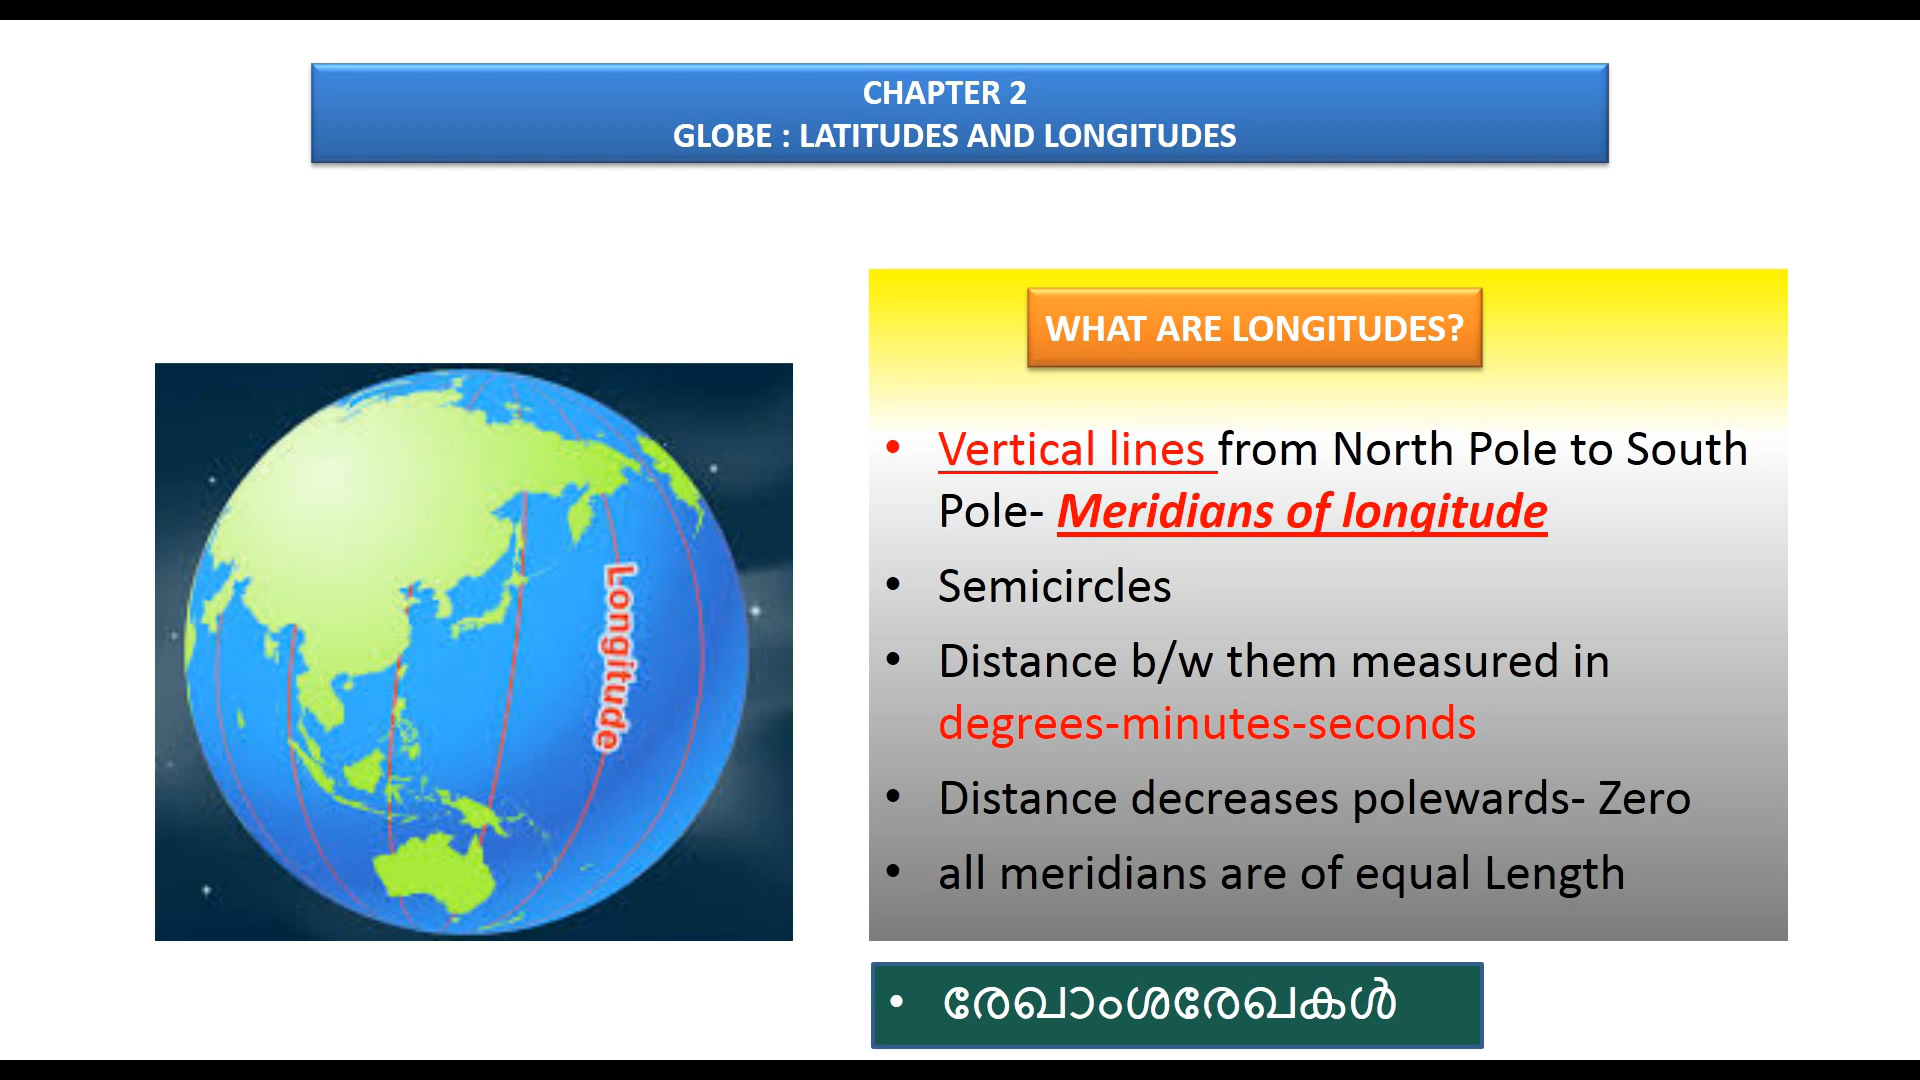 CHAPTER 2
GLOBE : LATITUDES AND LONGITUDES
Longitude
WHAT ARE LONGITUDES?
• Vertical lines from North Pole to South
Pole- Meridians of longitude
• Semicircles
• Distance b/w them measured in
degrees-minutes-seconds
• Distance decreases polewards- Zero
• all meridians are of equal Length
• രേഖാംശരേഖകൾ